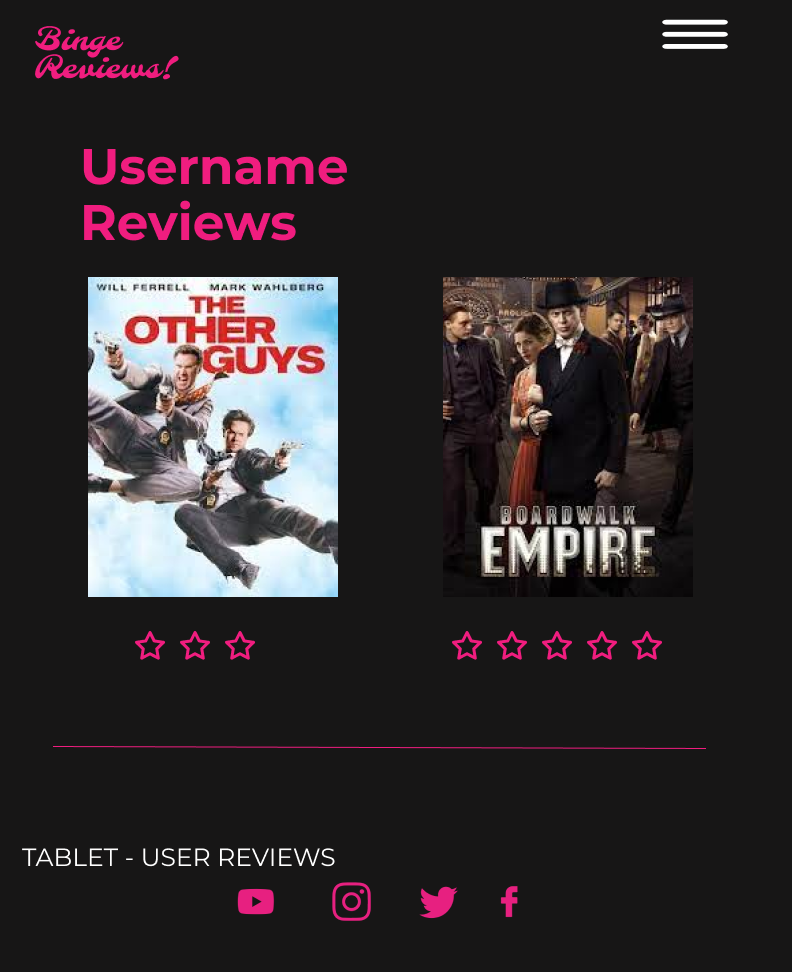 Binge
Reviews!
Username
Reviews
WILL FERRELL MARK WAHLBERG
THE
OTHER
GUYS
BOARDWALK
EMPIRE
TABLET - USER REVIEWS